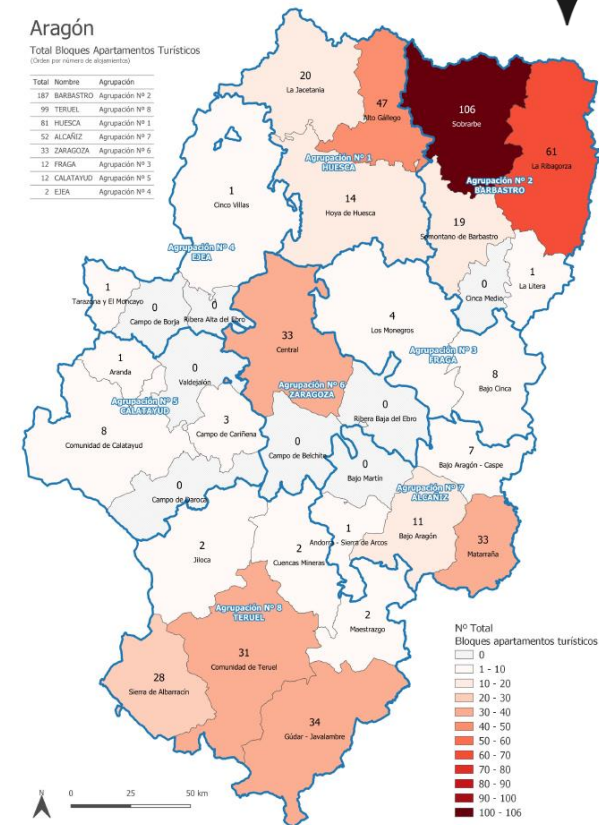 Aragón
Total Bloques Apartamentos Turísticos
(Orden por número de alojamientos)
Total Nombre Agrupación
187 BARBASTRO Agrupación Nº 2
99 TERUEL Agrupación Nº 8
81 HUESCA Agrupación Nº 1
52 ALCAÑIZ Agrupación Nº 7
33 ZARAGOZA Agrupación Nº 6
12 FRAGA Agrupación Nº 3
12 CALATAYUD Agrupación Nº 5
2 EJEA Agrupación Nº 4
20
La Jacetania
47
Alto Gállego
106
Sobrarbe
61
La Ribagorza
Agrupación Nº 1
HUESCA
Agrupación Nº 2
BARBASTRO
1
Cinco Villas
14
Hoya de Huesca
19
Somontano de Barbastro
Agrupación Nº 4
EJEA
0
Cinca Medio
1
La Litera
1
Tarazona y El Moncayo
0
Campo de Borja
0
Ribera Alta del Ebro
33
Central
4
Los Monegros
Agrupación Nº 3
FRAGA
1
Aranda
0
Valdejalón
8
Bajo Cinca
Agrupación Nº 6
ZARAGOZA
Agrupación Nº 5
CALATAYUD
0
Ribera Baja del Ebro
3
Campo de Cariñena
8
Comunidad de Calatayud
0
Campo de Belchite
7
Bajo Aragón - Caspe
0
Bajo Martín
0
Campo de Daroca
Agrupación Nº 7
ALCAÑIZ
11
Bajo Aragón
33
Matarraña
1
Andorra - Sierra de Arcos
2
Jiloca
2
Cuencas Mineras
Agrupación Nº 8
TERUEL
2
Maestrazgo
31
Comunidad de Teruel
28
Sierra de Albarracín
34
Gúdar - Javalambre
Nº Total
Bloques apartamentos turísticos
0
1 - 10
10 - 20
20 - 30
30 - 40
40 - 50
50 - 60
60 - 70
70 - 80
80 - 90
90 - 100
100 - 106
N
0 25 50 km